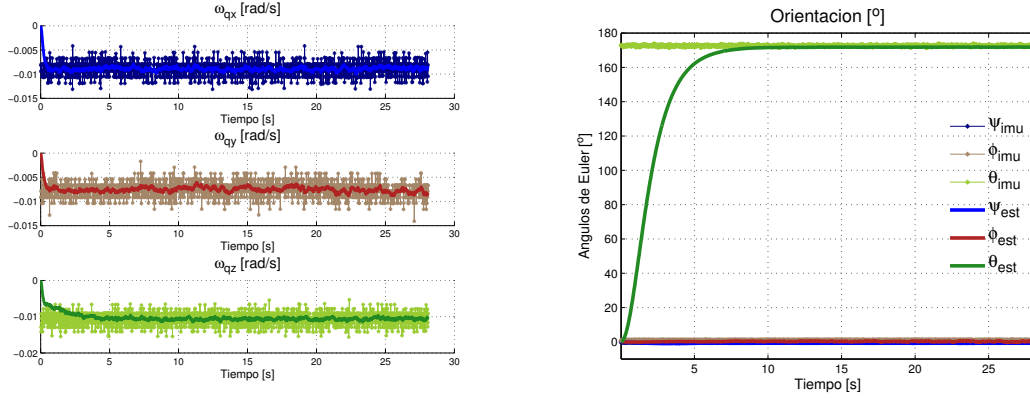 ω_qx [rad/s]
0
−0.005
−0.01
−0.015
0 5 10 15 20 25 30
Tiempo [s]
ω_qy [rad/s]
0
−0.005
−0.01
−0.015
0 5 10 15 20 25 30
Tiempo [s]
ω_qz [rad/s]
0
−0.01
−0.02
0 5 10 15 20 25 30
Tiempo [s]
Orientacion [º]
Angulos de Euler [º]
180
160
140
120
100
80
60
40
20
0
ψ_imu
ϕ_imu
θ_imu
ψ_est
ϕ_est
θ_est
5 10 15 20 25
Tiempo [s]